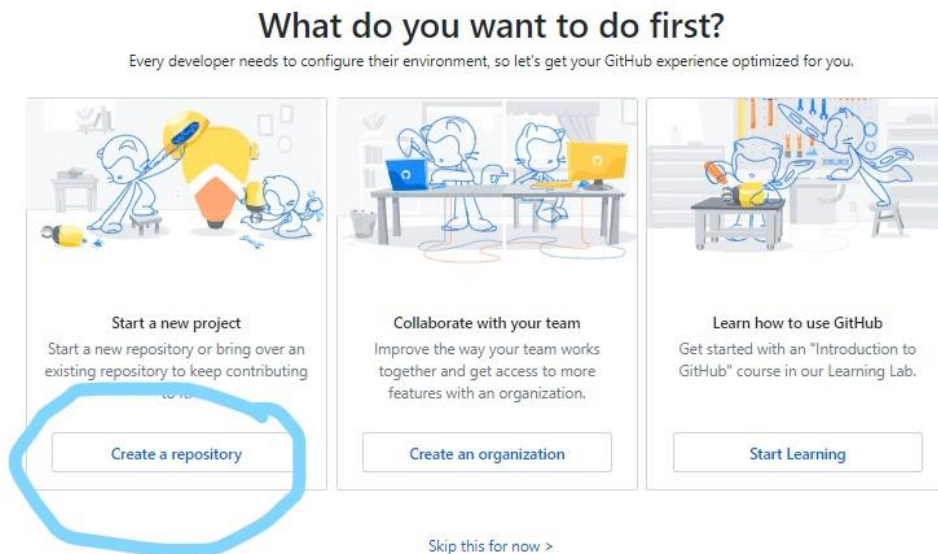 What do you want to do first?
Every developer needs to configure their environment, so let's get your GitHub experience optimized for you.
Start a new project
Start a new repository or bring over an
existing repository to keep contributing
to it.
Create a repository
Collaborate with your team
Improve the way your team works
together and get access to more
features with an organization.
Create an organization
Learn how to use GitHub
Get started with an "Introduction to
GitHub" course in our Learning Lab.
Start Learning
Skip this for now >